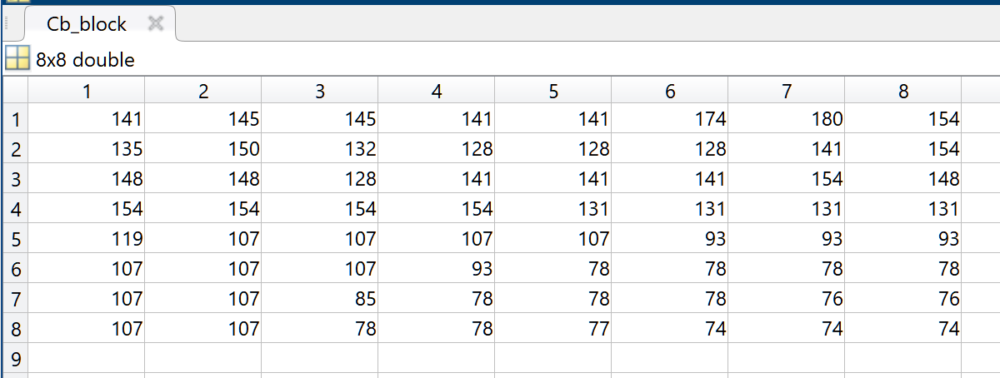 Cb_block
8x8 double
1 2 3 4 5 6 7 8
1 141 145 145 141 141 174 180 154
2 135 150 132 128 128 128 141 154
3 148 148 128 141 141 141 154 148
4 154 154 154 154 131 131 131 131
5 119 107 107 107 107 93 93 93
6 107 107 107 93 78 78 78 78
7 107 107 85 78 78 78 76 76
8 107 107 78 78 77 74 74 74
9